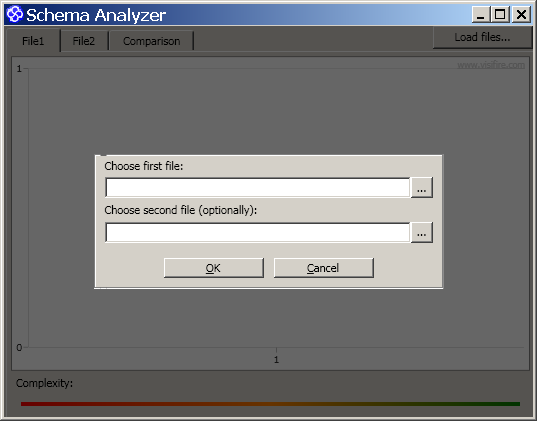 Schema Analyzer
File1 File2 Comparison Load files...
www.visifire.com
1
Choose first file:
...
Choose second file (optionally):
...
OK Cancel
0
1
Complexity: